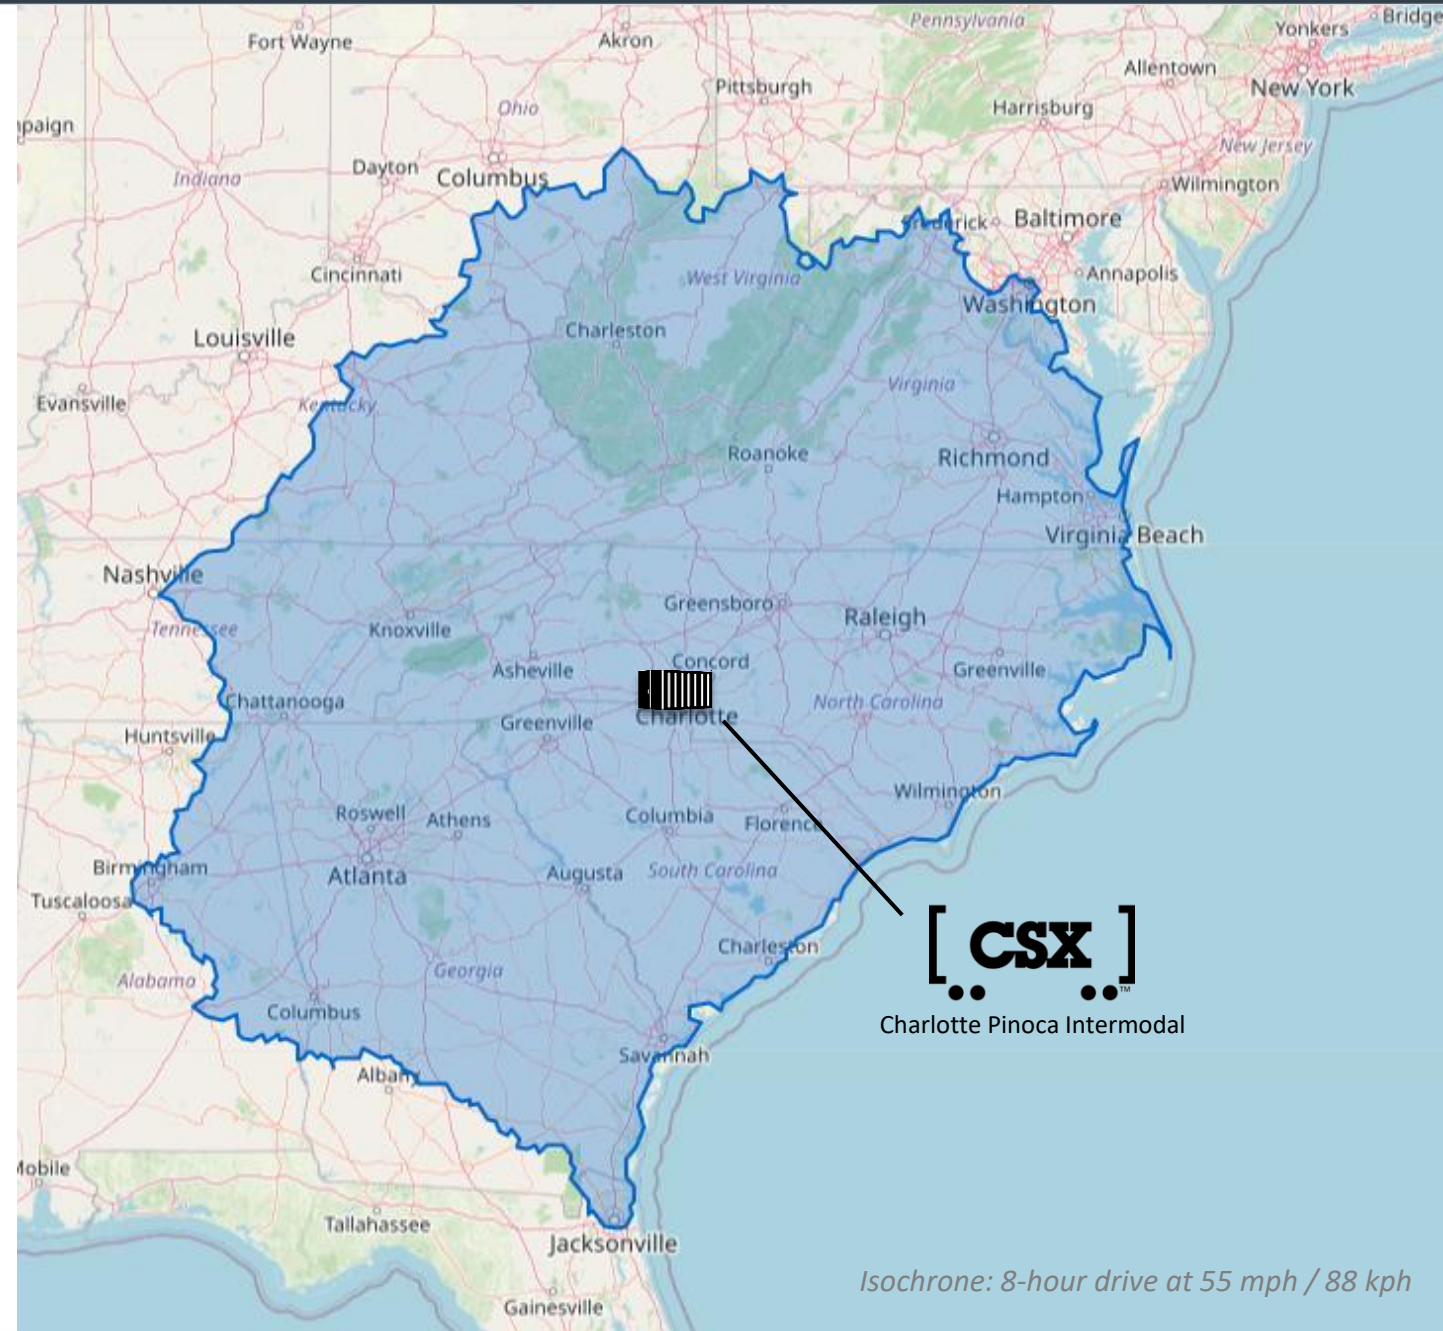 Pennsylvania
Bridge
Yonkers
Fort Wayne
Akron
Allentown
Pittsburgh
New York
Ohio
Harrisburg
paign
New Jersey
Dayton
Columbus
Indiana
Wilmington
Frederick
Baltimore
Cincinnati
West Virginia
Annapolis
Washington
Charleston
Louisville
Virginia
Evansville
Kentucky
Roanoke
Richmond
Hampton
Virginia Beach
Nashville
Greensboro
Raleigh
Tennessee
Knoxville
Concord
Asheville
Greenville
Chattanooga
North Carolina
Charlotte
Greenville
Huntsville
Wilmington
Roswell
Athens
Columbia
Florence
Birmingham
Atlanta
Augusta
South Carolina
Tuscaloosa
Charleston
[CSX]
Alabama
Georgia
TM
Columbus
Charlotte Pinoca Intermodal
Savannah
Albany
Mobile
Tallahassee
Jacksonville
Isochrone: 8-hour drive at 55 mph / 88 kph
Gainesville